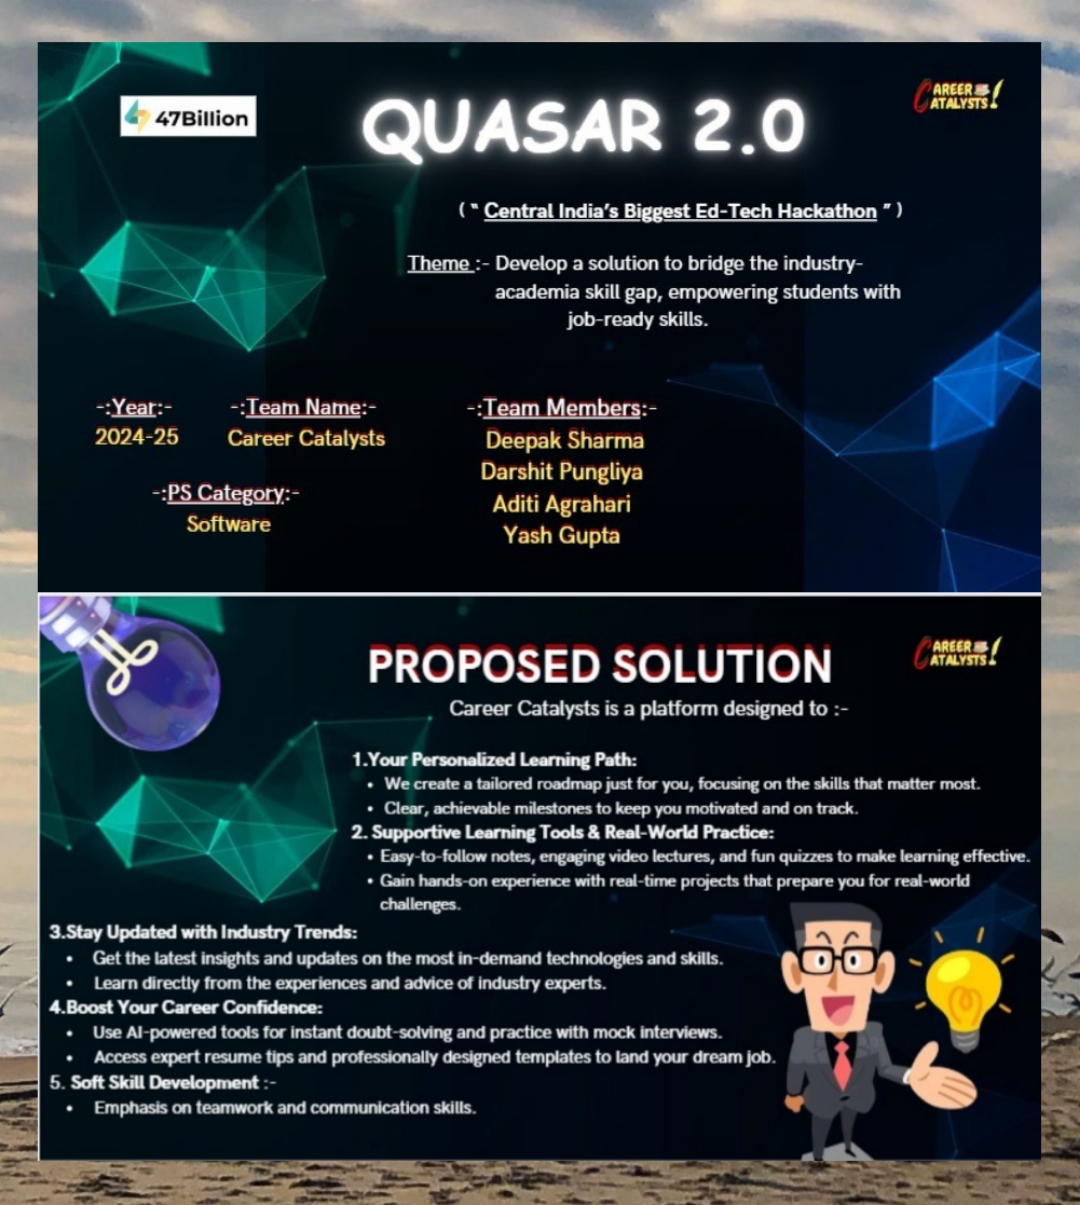 47Billion
QUASAR 2.0
CAREER
CATALYSTS!
( “ Central India’s Biggest Ed-Tech Hackathon ” )
Theme :- Develop a solution to bridge the industry-
academia skill gap, empowering students with
job-ready skills.
-:Year:-
2024-25
-:Team Name:-
Career Catalysts
-:PS Category:-
Software
-:Team Members:-
Deepak Sharma
Darshit Pungliya
Aditi Agrahari
Yash Gupta
PROPOSED SOLUTION
CAREER
CATALYSTS!
Career Catalysts is a platform designed to :-
1.Your Personalized Learning Path:
• We create a tailored roadmap just for you, focusing on the skills that matter most.
• Clear, achievable milestones to keep you motivated and on track.
2. Supportive Learning Tools & Real-World Practice:
• Easy-to-follow notes, engaging video lectures, and fun quizzes to make learning effective.
• Gain hands-on experience with real-time projects that prepare you for real-world
challenges.
3.Stay Updated with Industry Trends:
• Get the latest insights and updates on the most in-demand technologies and skills.
• Learn directly from the experiences and advice of industry experts.
4.Boost Your Career Confidence:
• Use AI-powered tools for instant doubt-solving and practice with mock interviews.
• Access expert resume tips and professionally designed templates to land your dream job.
5. Soft Skill Development :-
• Emphasis on teamwork and communication skills.